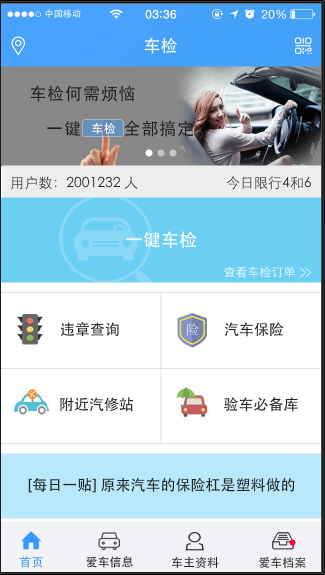 中国移动 03:36 20%
车检
车检何需烦恼
一键 车检 全部搞定
用户数：2001232 人 今日限行4和6
一键车检
查看车检订单 >>
违章查询 险 汽车保险
附近汽修站 验车必备库
[每日一贴] 原来汽车的保险杠是塑料做的
首页 爱车信息 车主资料 爱车档案